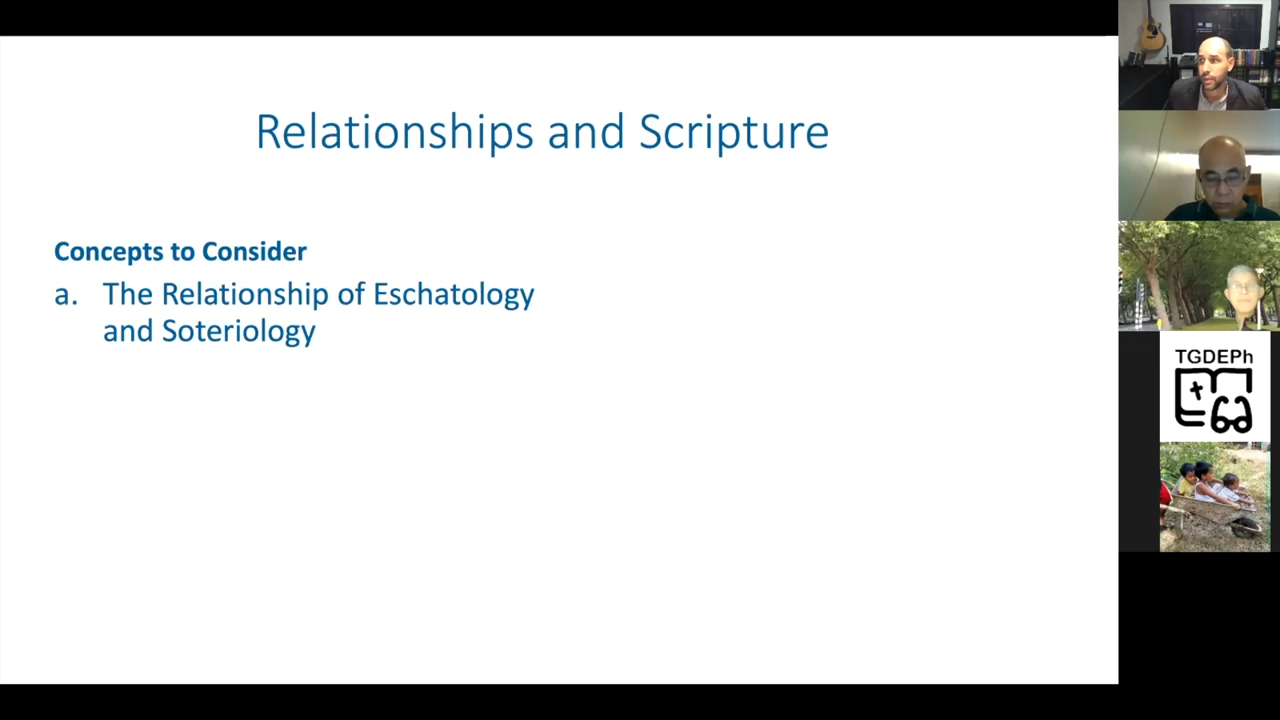 Relationships and Scripture
Concepts to Consider
a. The Relationship of Eschatology
and Soteriology
TGDEPh